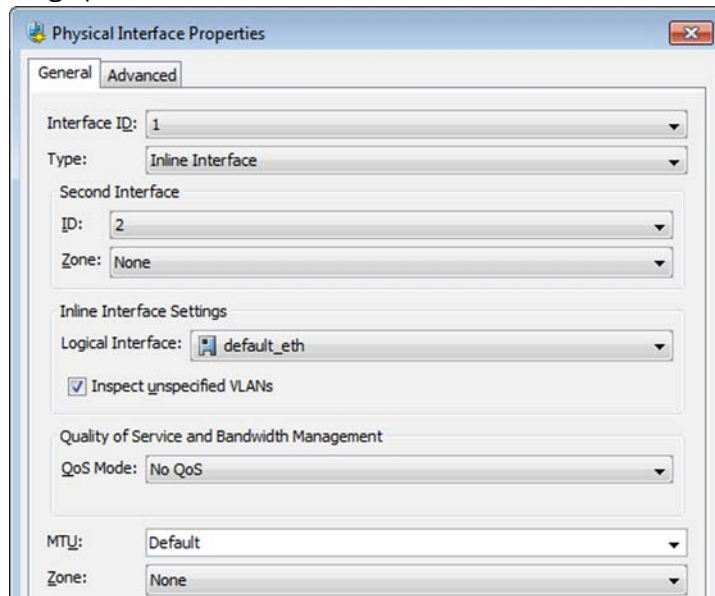 Physical Interface Properties
General Advanced
Interface ID: 1
Type: Inline Interface
Second Interface
ID: 2
Zone: None
Inline Interface Settings
Logical Interface: default_eth
Inspect unspecified VLANs
Quality of Service and Bandwidth Management
QoS Mode: No QoS
MTU: Default
Zone: None